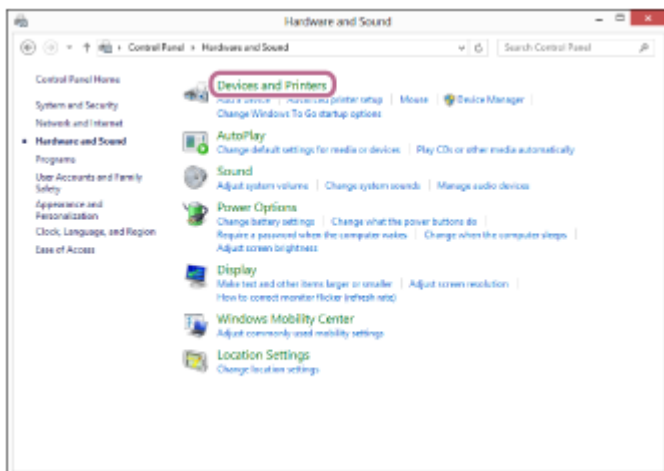 Hardware and Sound
Control Panel › Hardware and Sound
Search Control Panel
Control Panel Home
System and Security
Network and Internet
Hardware and Sound
Programs
User Accounts and Family
Safety
Appearance and
Personalization
Clock, Language, and Region
Ease of Access
Devices and Printers
Add a device | Advanced printer setup | Mouse | Device Manager
Change Windows To Go startup options
AutoPlay
Change default settings for media or devices | Play CDs or other media automatically
Sound
Adjust system volume | Change system sounds | Manage audio devices
Power Options
Change battery settings | Change what the power buttons do
Require a password when the computer wakes | Change when the computer sleeps
Adjust screen brightness
Display
Make text and other items larger or smaller | Adjust screen resolution
How to correct monitor flicker (refresh rate)
Windows Mobility Center
Adjust commonly used mobility settings
Location Settings
Change location settings